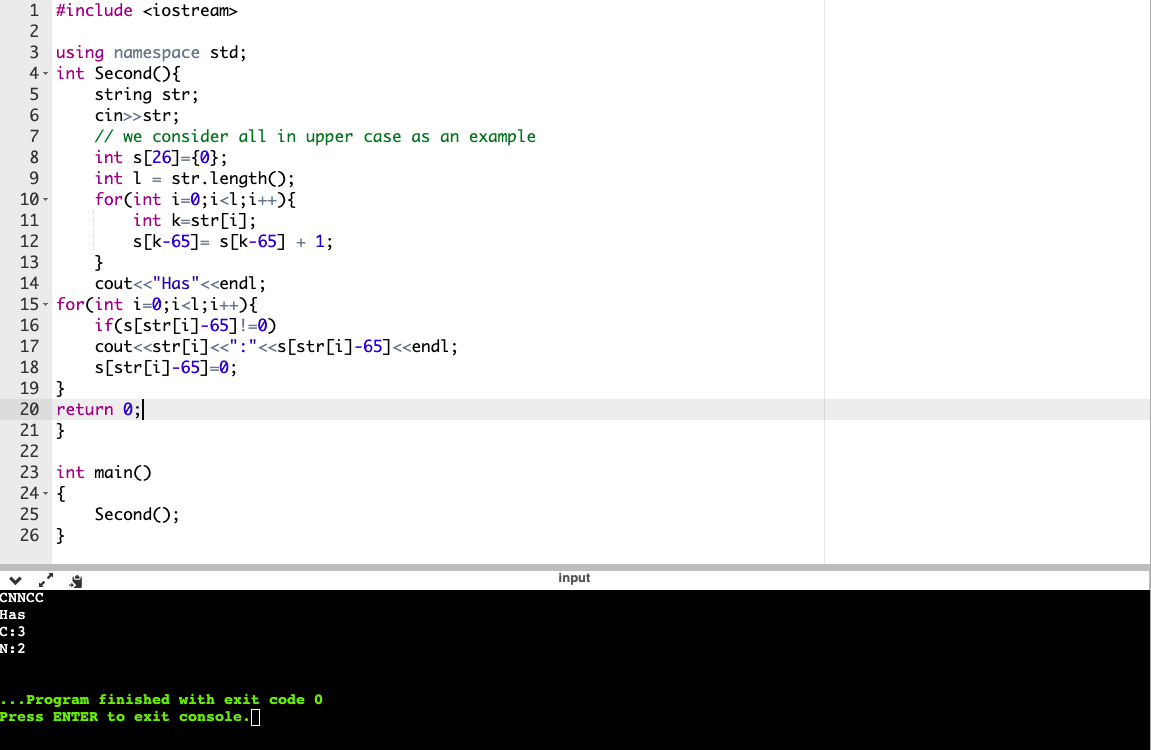 1 #include <iostream>
2
3 using namespace std;
4 int Second(){
5     string str;
6     cin>>str;
7     // we consider all in upper case as an example
8     int s[26]={0};
9     int l = str.length();
10     for(int i=0;i<l;i++){
11         int k=str[i];
12         s[k-65]= s[k-65] + 1;
13     }
14     cout<<"Has"<<endl;
15 for(int i=0;i<l;i++){
16     if(s[str[i]-65]!=0)
17     cout<<str[i]<<":"<<s[str[i]-65]<<endl;
18     s[str[i]-65]=0;
19 }
20 return 0;
21 }
22
23 int main()
24 {
25     Second();
26 }
input
CNNCC
Has
C:3
N:2
...Program finished with exit code 0
Press ENTER to exit console.